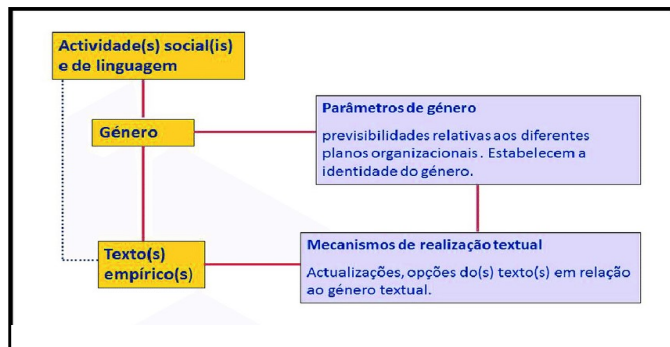 Actividade(s) social(is)
e de linguagem
Género
Parâmetros de género
previsibilidades relativas aos diferentes
planos organizacionais. Estabelecem a
identidade do género.
Texto(s)
empírico(s)
Mecanismos de realização textual
Actualizações, opções do(s) texto(s) em relação
ao género textual.